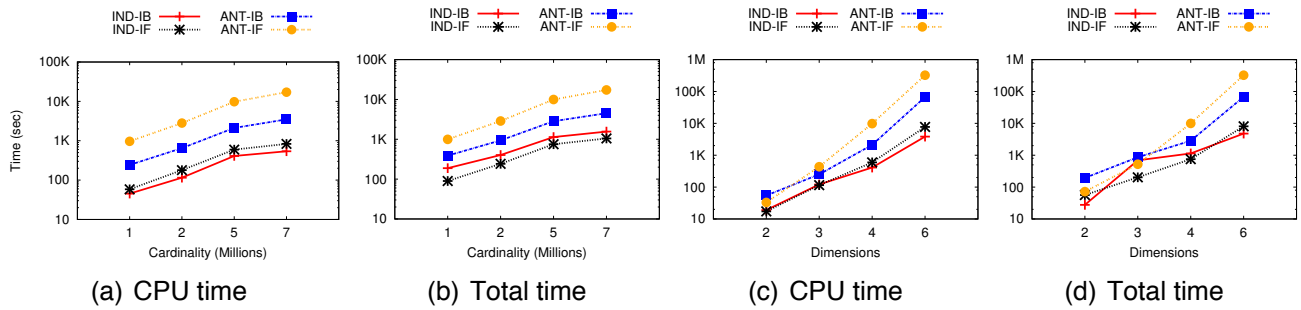 IND-IB ANT-IB
IND-IF ANT-IF
Time (sec)
100K
10K
1K
100
10
1 2 5 7
Cardinality (Millions)
(a) CPU time
IND-IB ANT-IB
IND-IF ANT-IF
100K
10K
1K
100
10
1 2 5 7
Cardinality (Millions)
(b) Total time
IND-IB ANT-IB
IND-IF ANT-IF
1M
100K
10K
1K
100
10
2 3 4 6
Dimensions
(c) CPU time
IND-IB ANT-IB
IND-IF ANT-IF
1M
100K
10K
1K
100
10
2 3 4 6
Dimensions
(d) Total time